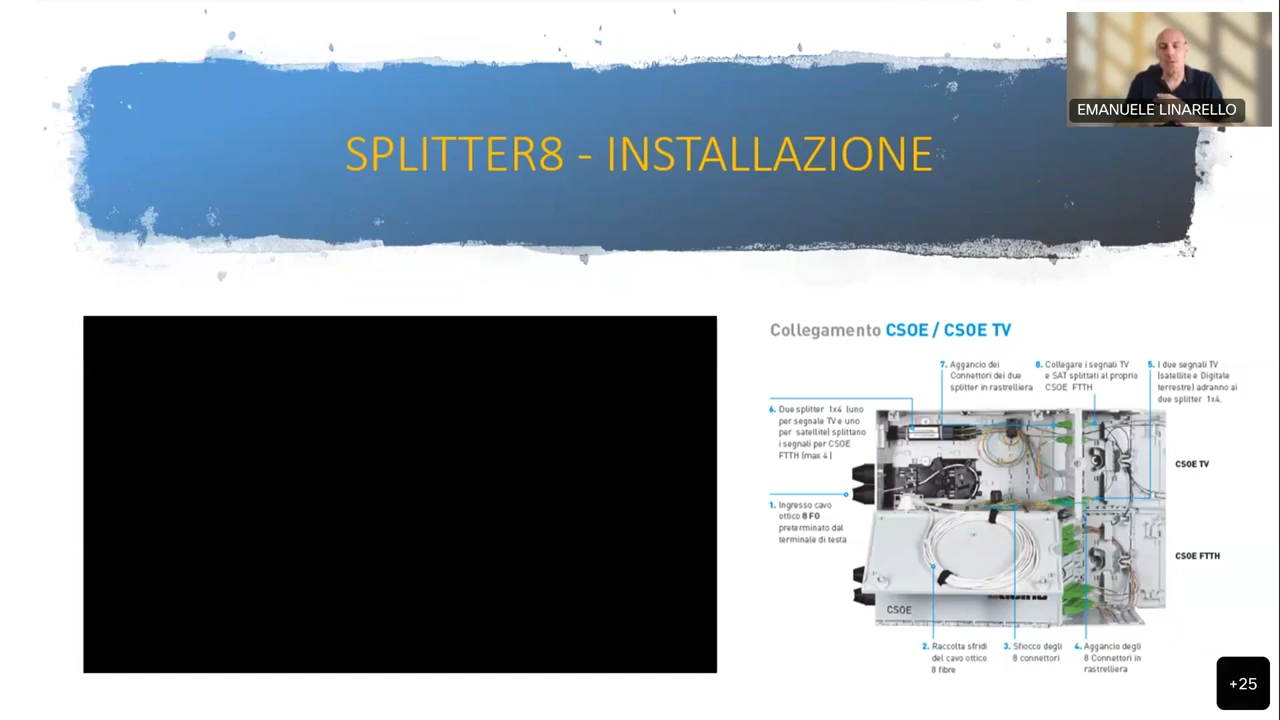 EMANUELE LINARELLO
SPLITTER8 - INSTALLAZIONE
Collegamento CSOE / CSOE TV
7. Aggancio dei
Connettori dei due
splitter in rastrelliera
8. Collegare i segnali TV
e SAT splittati al proprio
CSOE FTTH
5. I due segnali TV
(satellite e Digitale
terrestre) adranno ai
due splitter 1x4.
6. Due splitter 1x4 (uno
per segnale TV e uno
per satellite) splittano
i segnali per CSOE
FTTH (max 4)
CSOE TV
1. Ingresso cavo
ottico 8 FO
preterminato dal
terminale di testa
CSOE FTTH
CSOE
2. Raccolta sfridi
del cavo ottico
8 fibre
3. Sfiocco degli
8 connettori
4. Aggancio degli
8 Connettori in
rastrelliera
+25